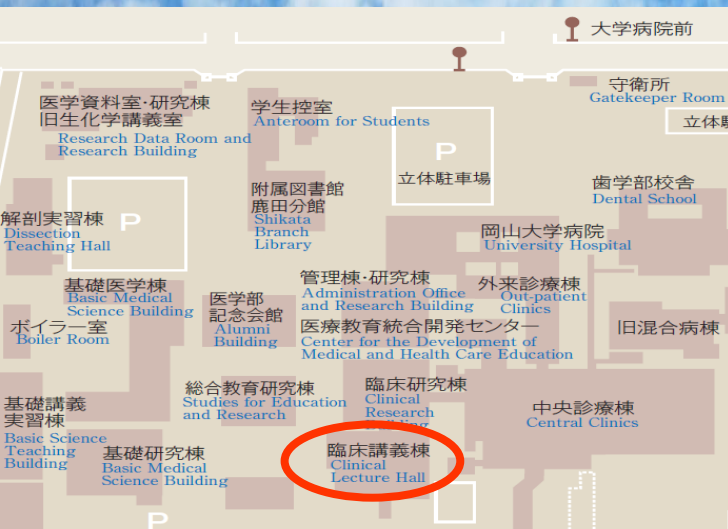 大学病院前
守衛所
Gatekeeper Room
医学資料室・研究棟
旧生化学講義室
Research Data Room and
Research Building
学生控室
Anteroom for Students
P
立体駐車場
附属図書館
鹿田分館
Shikata
Branch
Library
歯学部校舎
Dental School
解剖実習棟
Dissection
Teaching Hall
P
岡山大学病院
University Hospital
基礎医学棟
Basic Medical
Science Building
医学部
記念会館
Alumni
Building
管理棟・研究棟
Administration Office
and Research Building
外来診療棟
Out-patient
Clinics
ボイラー室
Boiler Room
医療教育統合開発センター
Center for the Development of
Medical and Health Care Education
旧混合病棟
総合教育研究棟
Studies for Education
and Research
臨床研究棟
Clinical
Research
Building
中央診療棟
Central Clinics
基礎講義
実習棟
Basic Science
Teaching
Building
基礎研究棟
Basic Medical
Science Building
臨床講義棟
Clinical
Lecture Hall
P